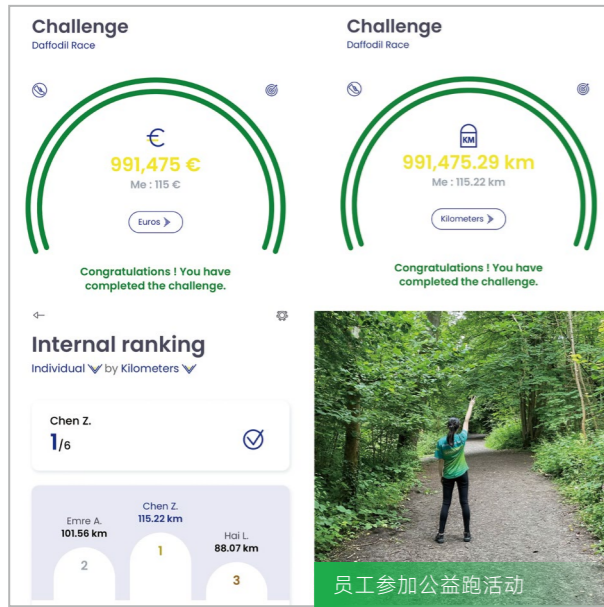 Challenge
Daffodil Race
€
991,475 €
Me : 115 €
Euros
Congratulations ! You have
completed the challenge.
Challenge
Daffodil Race
KM
991,475.29 km
Me : 115.22 km
Kilometers
Congratulations ! You have
completed the challenge.
Internal ranking
Individual by Kilometers
Chen Z.
1/6
Chen Z.
115.22 km
1
Emre A.
101.56 km
2
Hai L.
88.07 km
3
员工参加公益跑活动